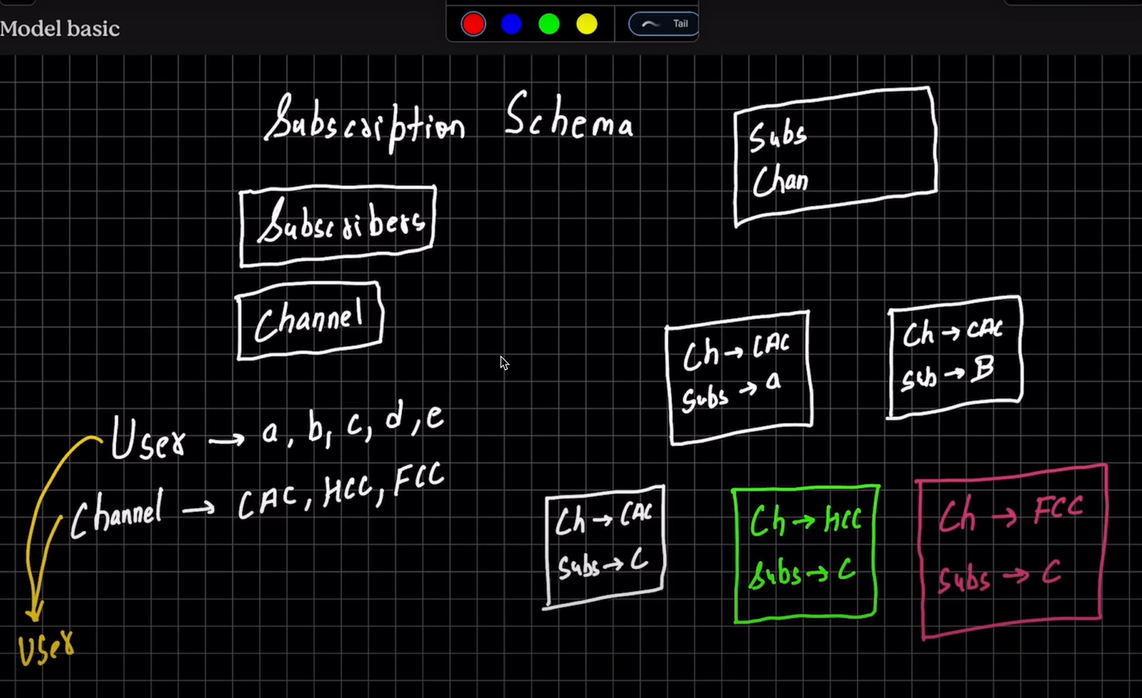 Model basic
Tail
Subscription Schema
Subs
Chan
Subscribers
Channel
User → a, b, c, d, e
Channel → CAC, HCC, FCC
User
Ch → CAC
Subs → a
Ch → CAC
Sub → B
Ch → CAC
Subs → C
Ch → HCC
Subs → C
Ch → FCC
Subs → C